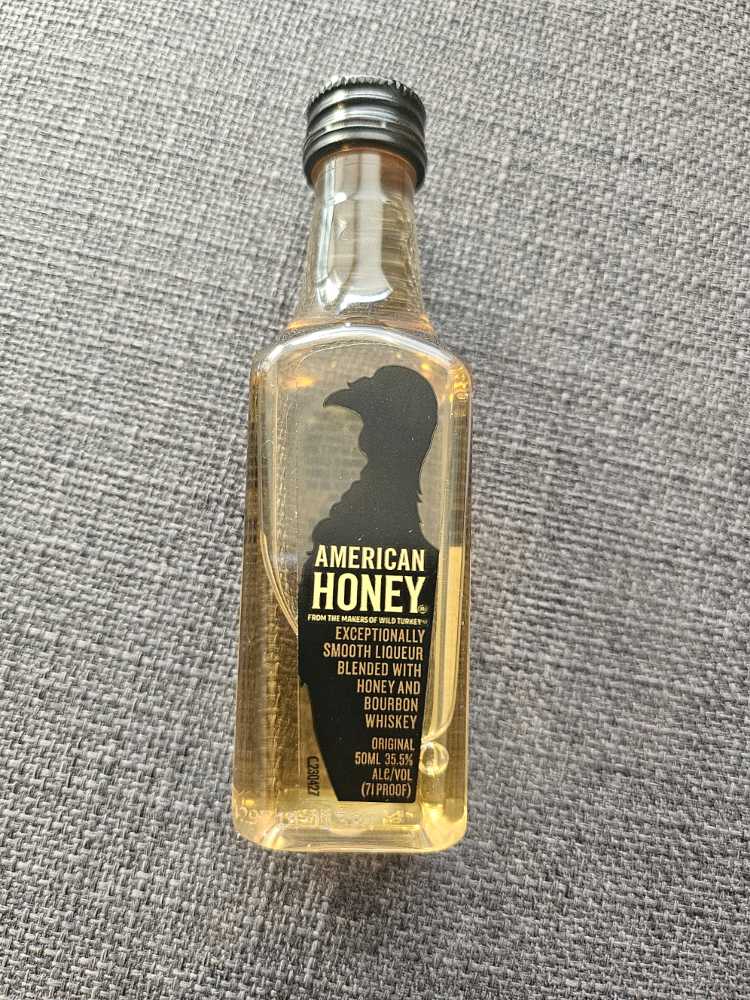 AMERICAN
HONEY
FROM THE MAKERS OF WILD TURKEY
EXCEPTIONALLY
SMOOTH LIQUEUR
BLENDED WITH
HONEY AND
BOURBON
WHISKEY
ORIGINAL
50ML 35.5%
ALC/VOL
(71 PROOF)
C280427